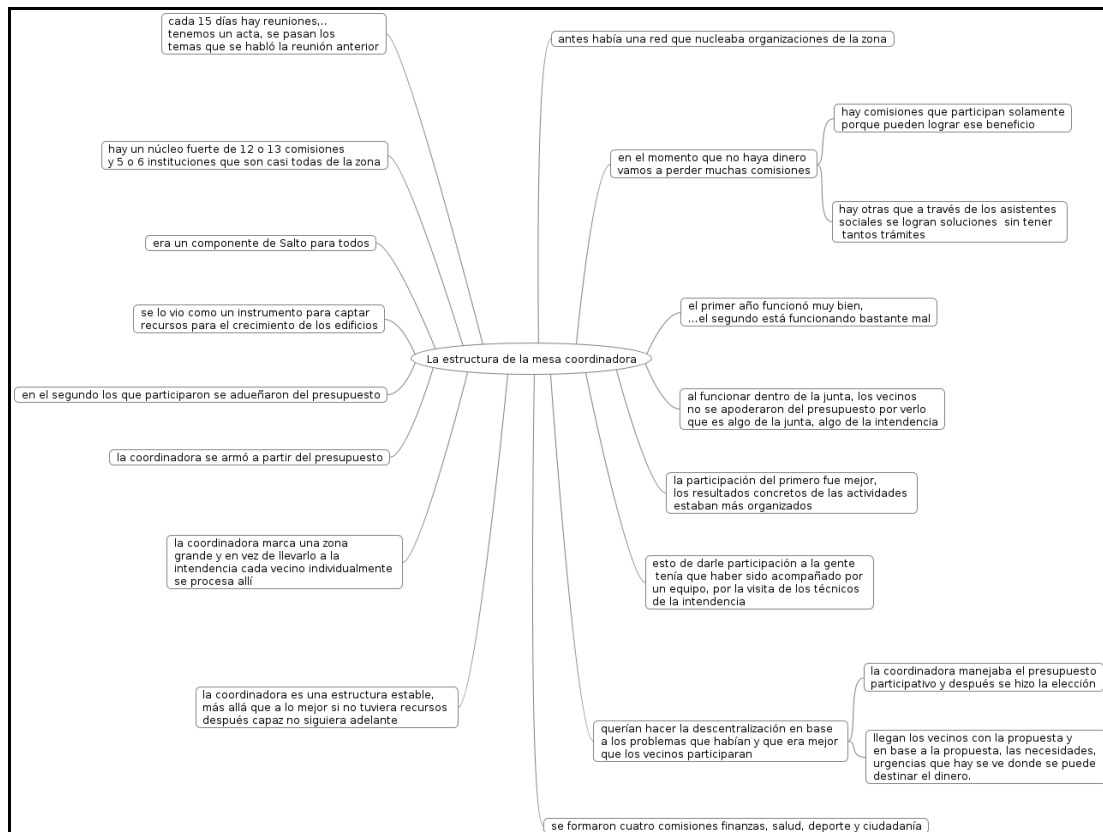 cada 15 días hay reuniones,..
tenemos un acta, se pasan los
temas que se habló la reunión anterior
hay un núcleo fuerte de 12 o 13 comisiones
y 5 o 6 instituciones que son casi todas de la zona
era un componente de Salto para todos
se lo vio como un instrumento para captar
recursos para el crecimiento de los edificios
en el segundo los que participaron se adueñaron del presupuesto
la coordinadora se armó a partir del presupuesto
la coordinadora marca una zona
grande y en vez de llevarlo a la
intendencia cada vecino individualmente
se procesa allí
la coordinadora es una estructura estable,
más allá que a lo mejor si no tuviera recursos
después capaz no siguiera adelante
La estructura de la mesa coordinadora
antes había una red que nucleaba organizaciones de la zona
en el momento que no haya dinero
vamos a perder muchas comisiones
hay comisiones que participan solamente
porque pueden lograr ese beneficio
hay otras que a través de los asistentes
sociales se logran soluciones sin tener
tantos trámites
el primer año funcionó muy bien,
...el segundo está funcionando bastante mal
al funcionar dentro de la junta, los vecinos
no se apoderaron del presupuesto por verlo
que es algo de la junta, algo de la intendencia
la participación del primero fue mejor,
los resultados concretos de las actividades
estaban más organizados
esto de darle participación a la gente
tenía que haber sido acompañado por
un equipo, por la visita de los técnicos
de la intendencia
querían hacer la descentralización en base
a los problemas que habían y que era mejor
que los vecinos participaran
la coordinadora manejaba el presupuesto
participativo y después se hizo la elección
llegan los vecinos con la propuesta y
en base a la propuesta, las necesidades,
urgencias que hay se ve donde se puede
destinar el dinero.
se formaron cuatro comisiones finanzas, salud, deporte y ciudadanía